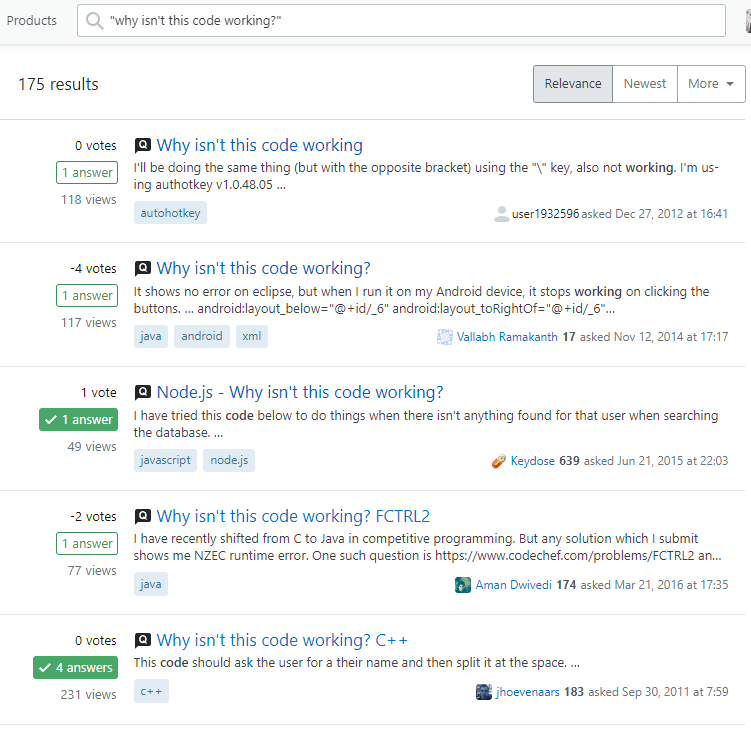 Products
"why isn't this code working?"
175 results
Relevance
Newest
More
0 votes
1 answer
118 views
Why isn't this code working
I'll be doing the same thing (but with the opposite bracket) using the "\" key, also not working. I'm us-
ing authotkey v1.0.48.05 ...
autohotkey
user1932596 asked Dec 27, 2012 at 16:41
-4 votes
1 answer
117 views
Why isn't this code working?
It shows no error on eclipse, but when I run it on my Android device, it stops working on clicking the
buttons. ... android:layout_below="@+id/_6" android:layout_toRightOf="@+id/_6"...
java android xml
Vallabh Ramakanth 17 asked Nov 12, 2014 at 17:17
1 vote
1 answer
49 views
Node.js - Why isn't this code working?
I have tried this code below to do things when there isn't anything found for that user when searching
the database. ...
javascript node.js
Keydose 639 asked Jun 21, 2015 at 22:03
-2 votes
1 answer
77 views
Why isn't this code working? FCTRL2
I have recently shifted from C to Java in competitive programming. But any solution which I submit
shows me NZEC runtime error. One such question is https://www.codechef.com/problems/FCTRL2 an...
java
Aman Dwivedi 174 asked Mar 21, 2016 at 17:35
0 votes
4 answers
231 views
Why isn't this code working? C++
This code should ask the user for a their name and then split it at the space. ...
c++
jhoevenaars 183 asked Sep 30, 2011 at 7:59